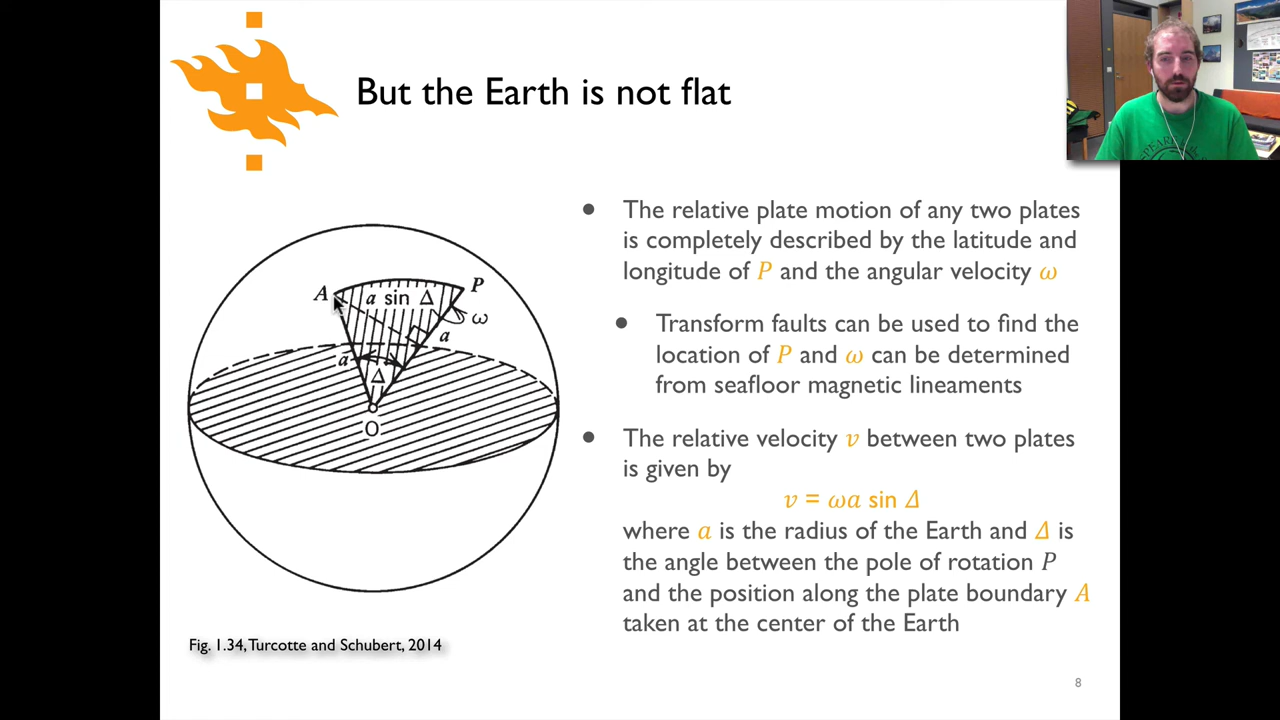 But the Earth is not flat
A
a sin Δ
P
ω
a
a
Δ
O
Fig. 1.34, Turcotte and Schubert, 2014
• The relative plate motion of any two plates
is completely described by the latitude and
longitude of P and the angular velocity ω
• Transform faults can be used to find the
location of P and ω can be determined
from seafloor magnetic lineaments
• The relative velocity v between two plates
is given by
v = ωa sin Δ
where a is the radius of the Earth and Δ is
the angle between the pole of rotation P
and the position along the plate boundary A
taken at the center of the Earth
8